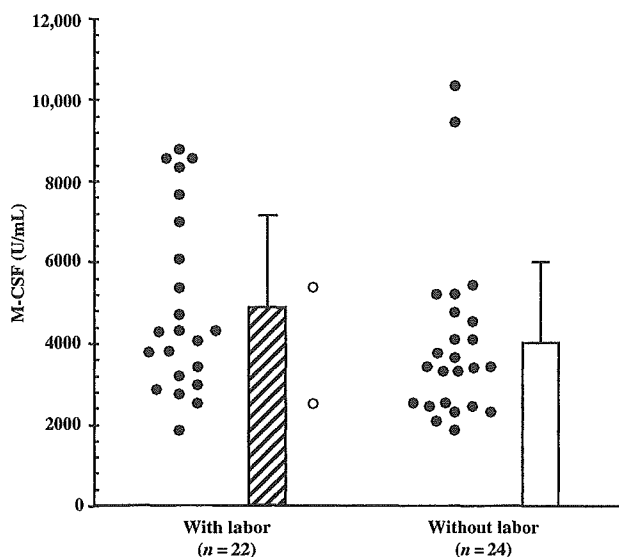 12,000
10,000
8000
6000
4000
2000
0
M-CSF (U/mL)
With labor
(n = 22)
Without labor
(n = 24)